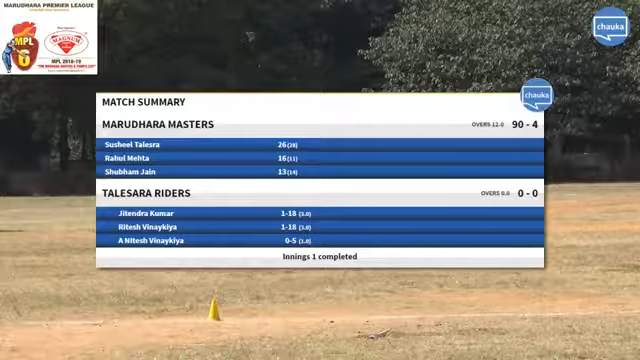 MARUDHARA PREMIER LEAGUE
MPL
6
MAGNUM
MPL 2018-19
chauka
chauka
MATCH SUMMARY
MARUDHARA MASTERS OVERS 12.0 90 - 4
Susheel Talesra 26 (28)
Rahul Mehta 16 (11)
Shubham Jain 13 (14)
TALESARA RIDERS OVERS 0.0 0 - 0
Jitendra Kumar 1-18 (3.0)
Ritesh Vinaykiya 1-18 (3.0)
A Nitesh Vinaykiya 0-5 (1.0)
Innings 1 completed